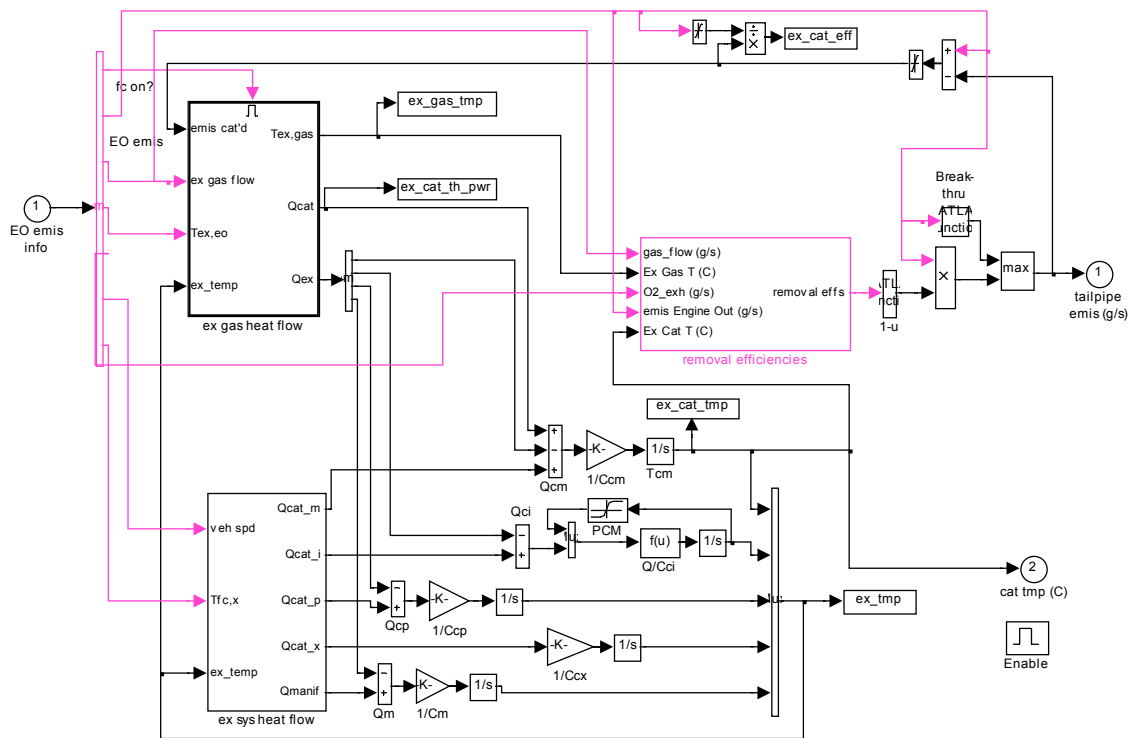 ex_cat_eff
fc on?
EO emis
emis cat'd
ex gas flow
Tex,eo
ex_temp
Tex,gas
Qcat
Qex
ex gas heat flow
ex_gas_tmp
ex_cat_th_pwr
1
EO emis
info
÷
×
+
−
Break-
thru
ATLA
unctio
×
max
1
tailpipe
emis (g/s)
gas_flow (g/s)
Ex Gas T (C)
O2_exh (g/s)
emis Engine Out (g/s)
Ex Cat T (C)
removal effs
removal efficiencies
1-u
ex_cat_tmp
+
−
+
Qcm
-K-
1/Ccm
1/s
Tcm
veh spd
Tfc,x
ex_temp
Qcat_m
Qcat_i
Qcat_p
Qcat_x
Qmanif
ex sys heat flow
Qci
−
+
PCM
f(u)
Q/Cci
1/s
−
+
Qcp
-K-
1/Ccp
1/s
-K-
1/Ccx
1/s
−
+
Qm
-K-
1/Cm
1/s
ex_tmp
2
cat tmp (C)
Enable